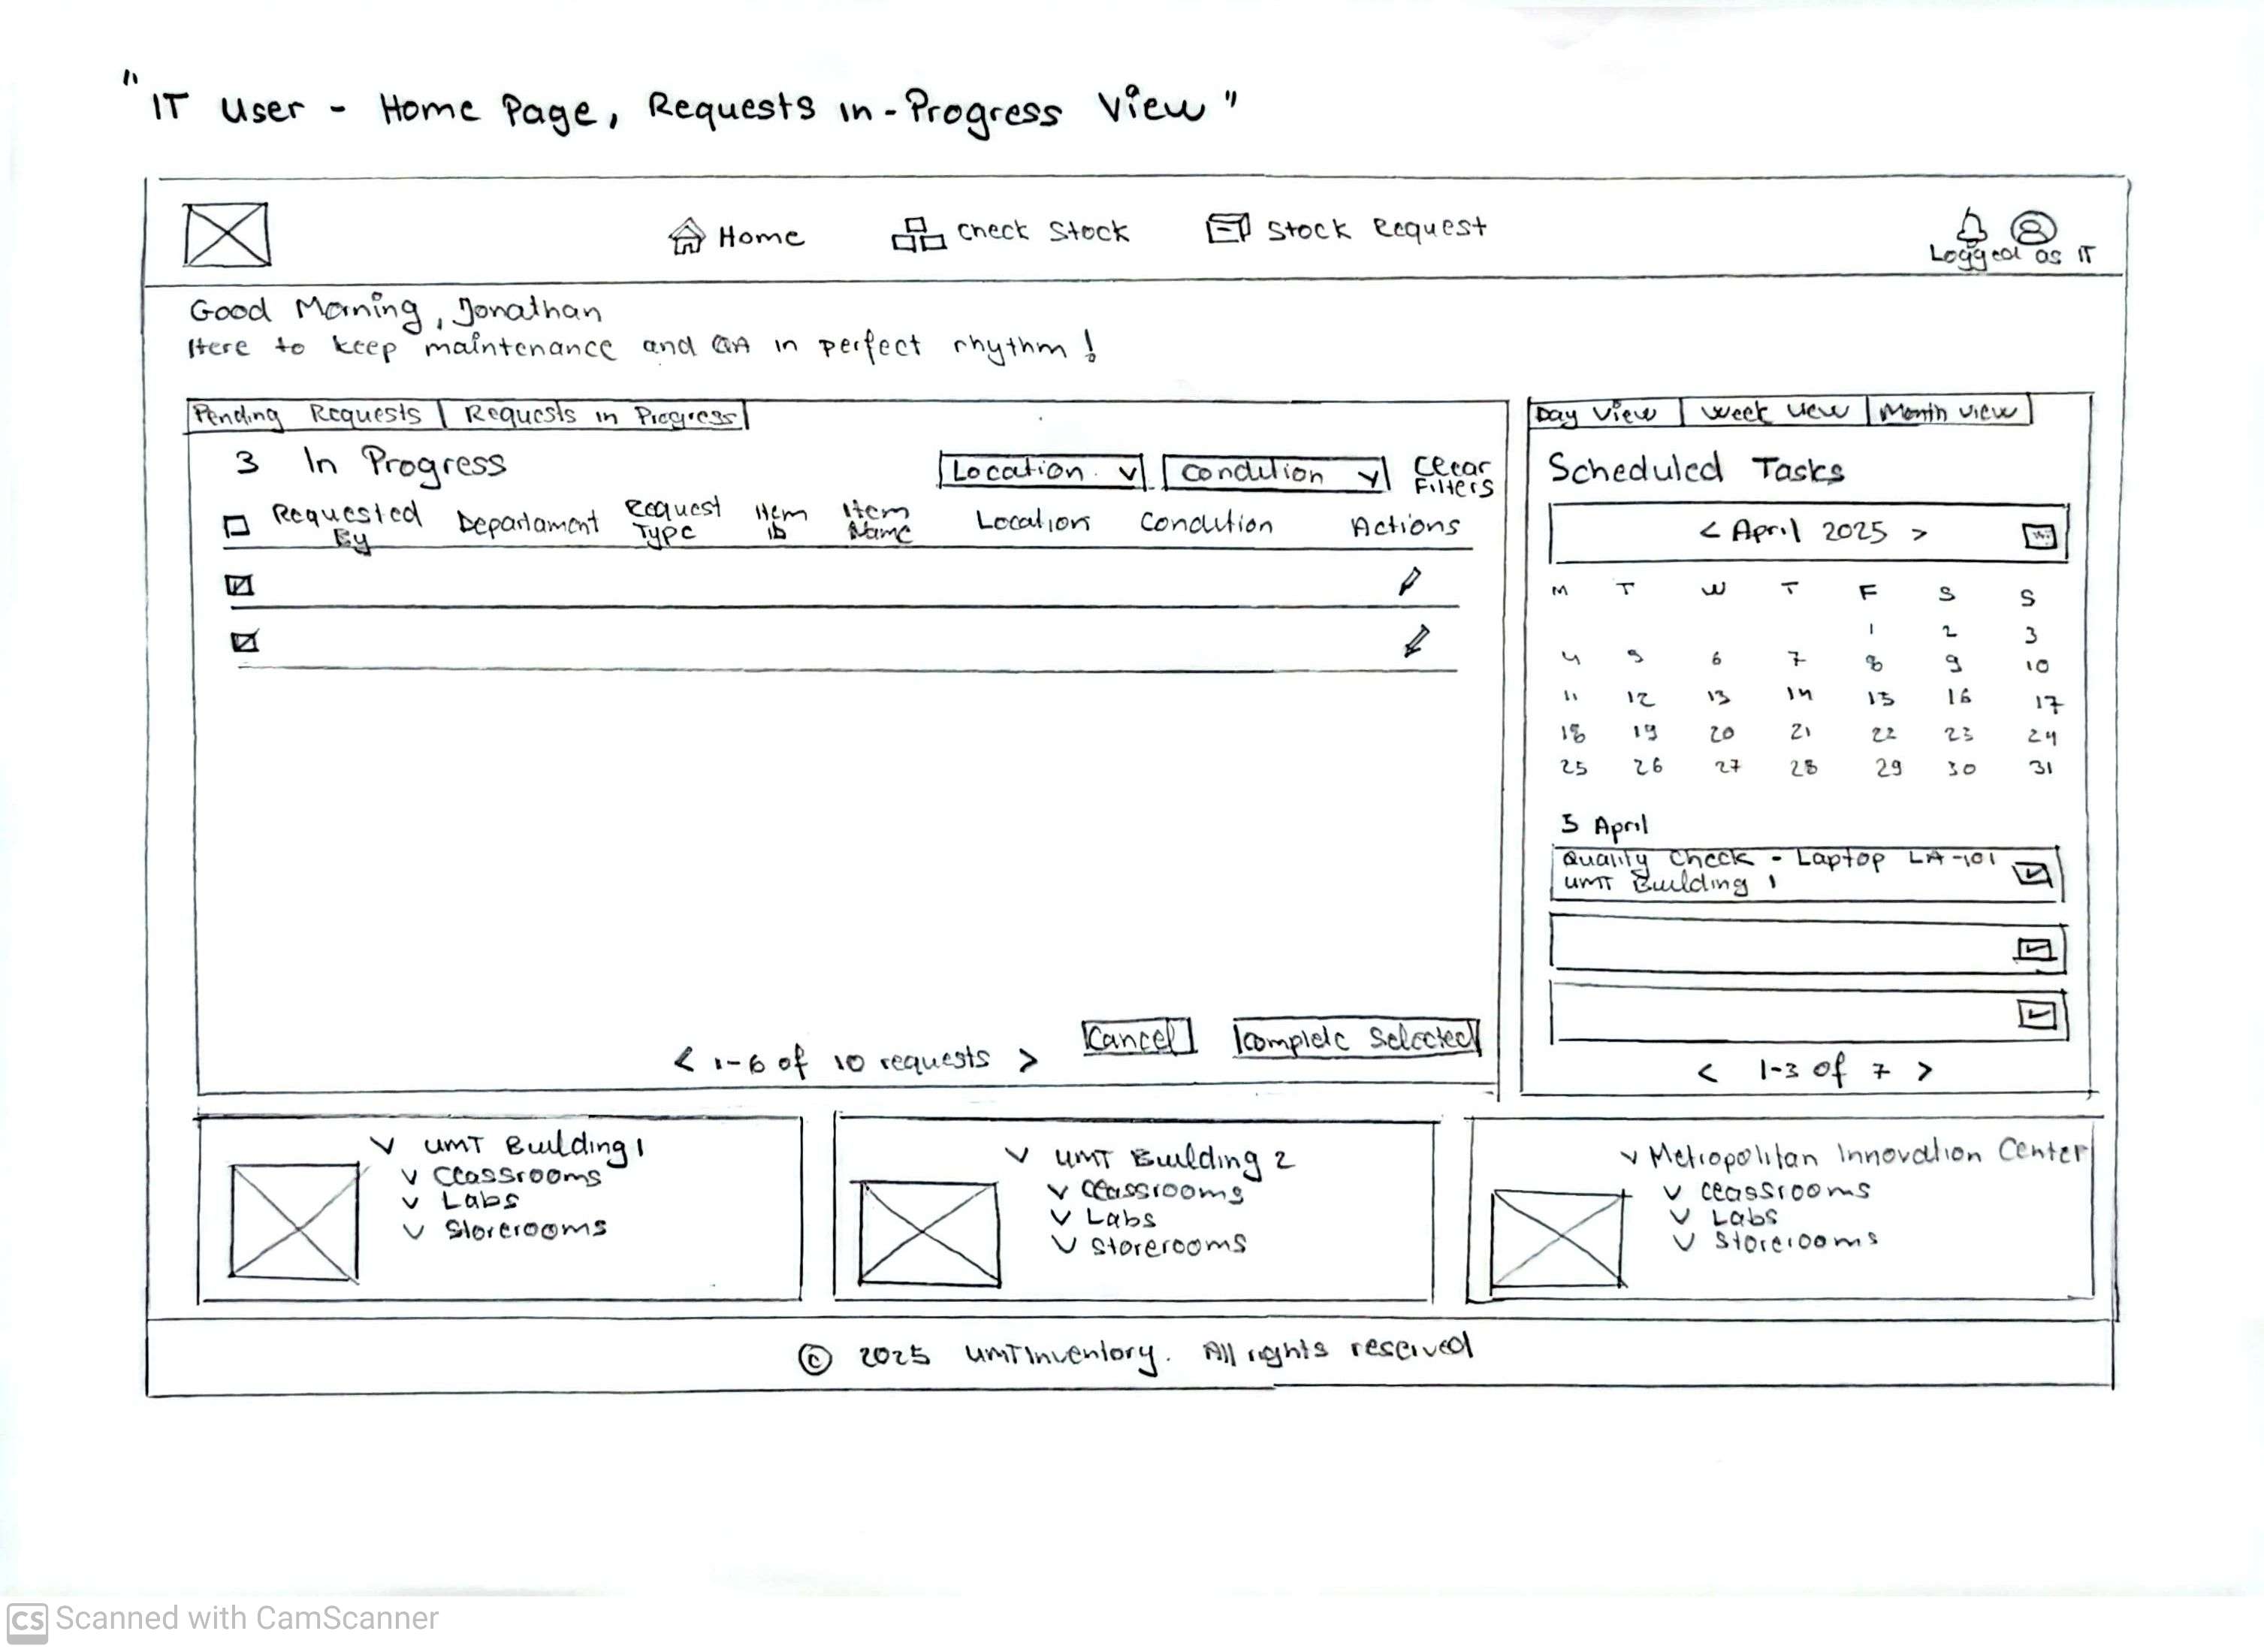 "IT User - Home Page, Requests in-Progress View"
Home
Check Stock
Stock Request
Logged as IT
Good Morning, Jonathan
Here to keep maintenance and QA in perfect rhythm!
Pending Requests
Requests in Progress
3 In Progress
Location
Condition
Clear
Filters
Requested
By
Departament
Request
Type
Item
ID
Item
Name
Location
Condition
Actions
< 1-6 of 10 requests >
Cancel
Complete Selected
Day View
Week View
Month View
Scheduled Tasks
< April 2025 >
M T W T F S S
1 2 3
4 5 6 7 8 9 10
11 12 13 14 15 16 17
18 19 20 21 22 23 24
25 26 27 28 29 30 31
5 April
Quality Check - Laptop LA-101
UMT Building 1
< 1-3 of 7 >
UMT Building 1
Classrooms
Labs
Storerooms
UMT Building 2
Classrooms
Labs
Storerooms
Metropolitan Innovation Center
Classrooms
Labs
Storerooms
© 2025 UMTInventory. All rights reserved
CS Scanned with CamScanner